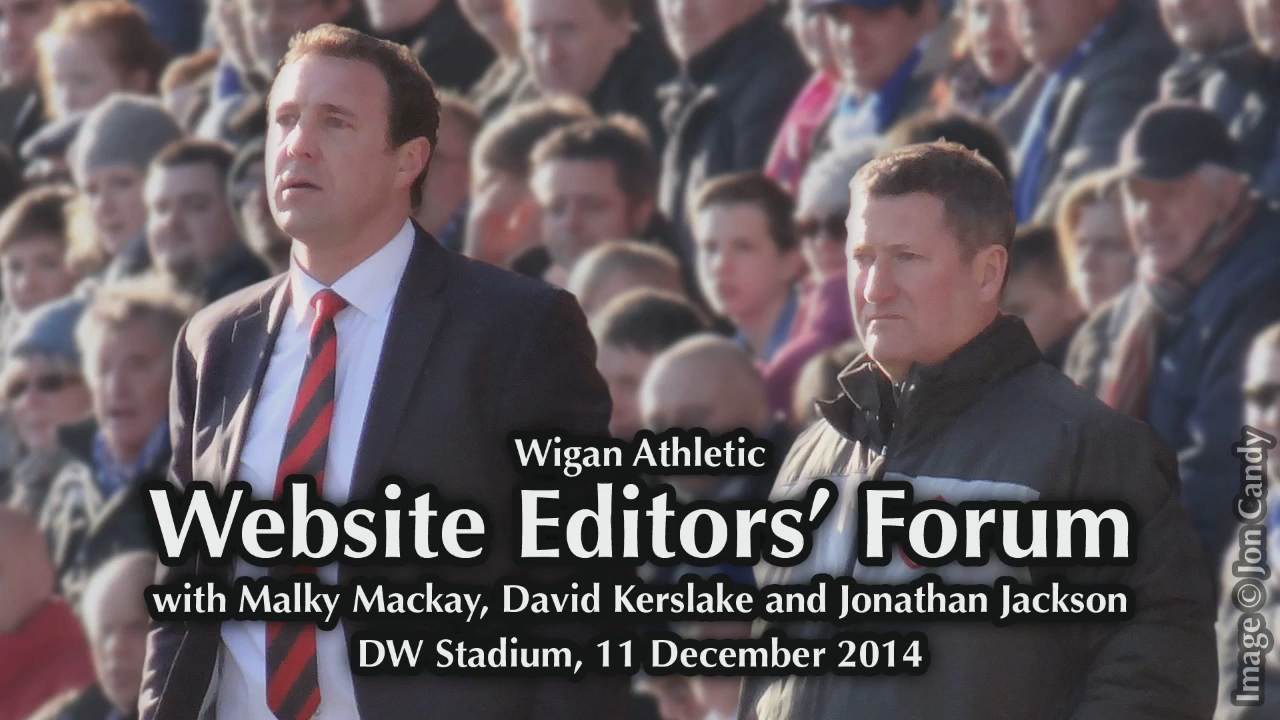 Wigan Athletic
Website Editors’ Forum
with Malky Mackay, David Kerslake and Jonathan Jackson
DW Stadium, 11 December 2014
Image © Jon Candy